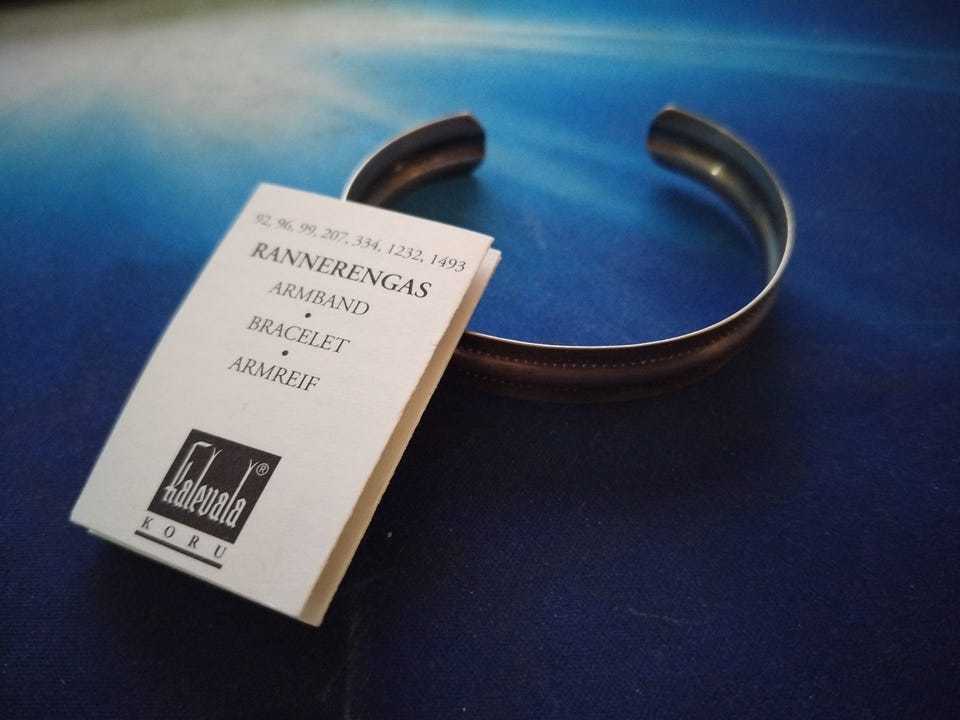 92, 96, 99, 207, 334, 1232, 1493
RANNERENGAS
ARMBAND
•
BRACELET
•
ARMREIF
Kalevala®
KORU